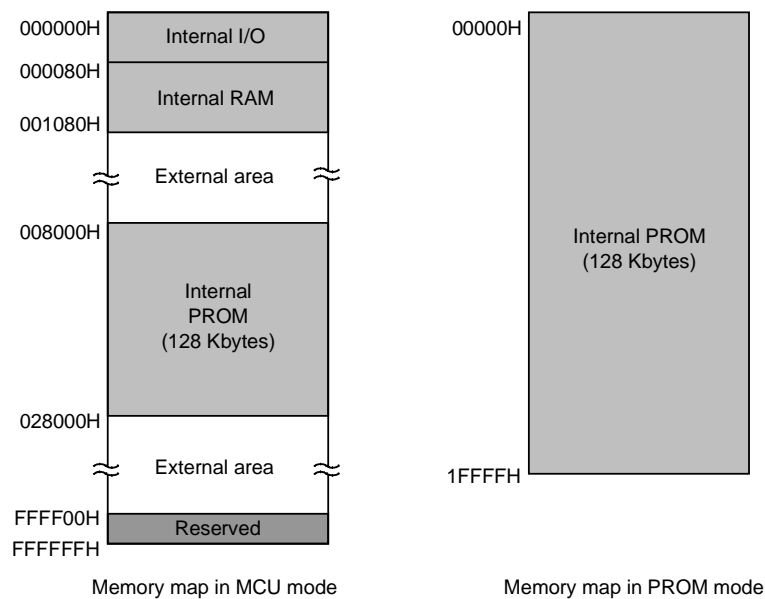 000000H
Internal I/O
000080H
Internal RAM
001080H
External area
008000H
Internal
PROM
(128 Kbytes)
028000H
External area
FFFF00H
Reserved
FFFFFFH
Memory map in MCU mode
00000H
Internal PROM
(128 Kbytes)
1FFFFH
Memory map in PROM mode